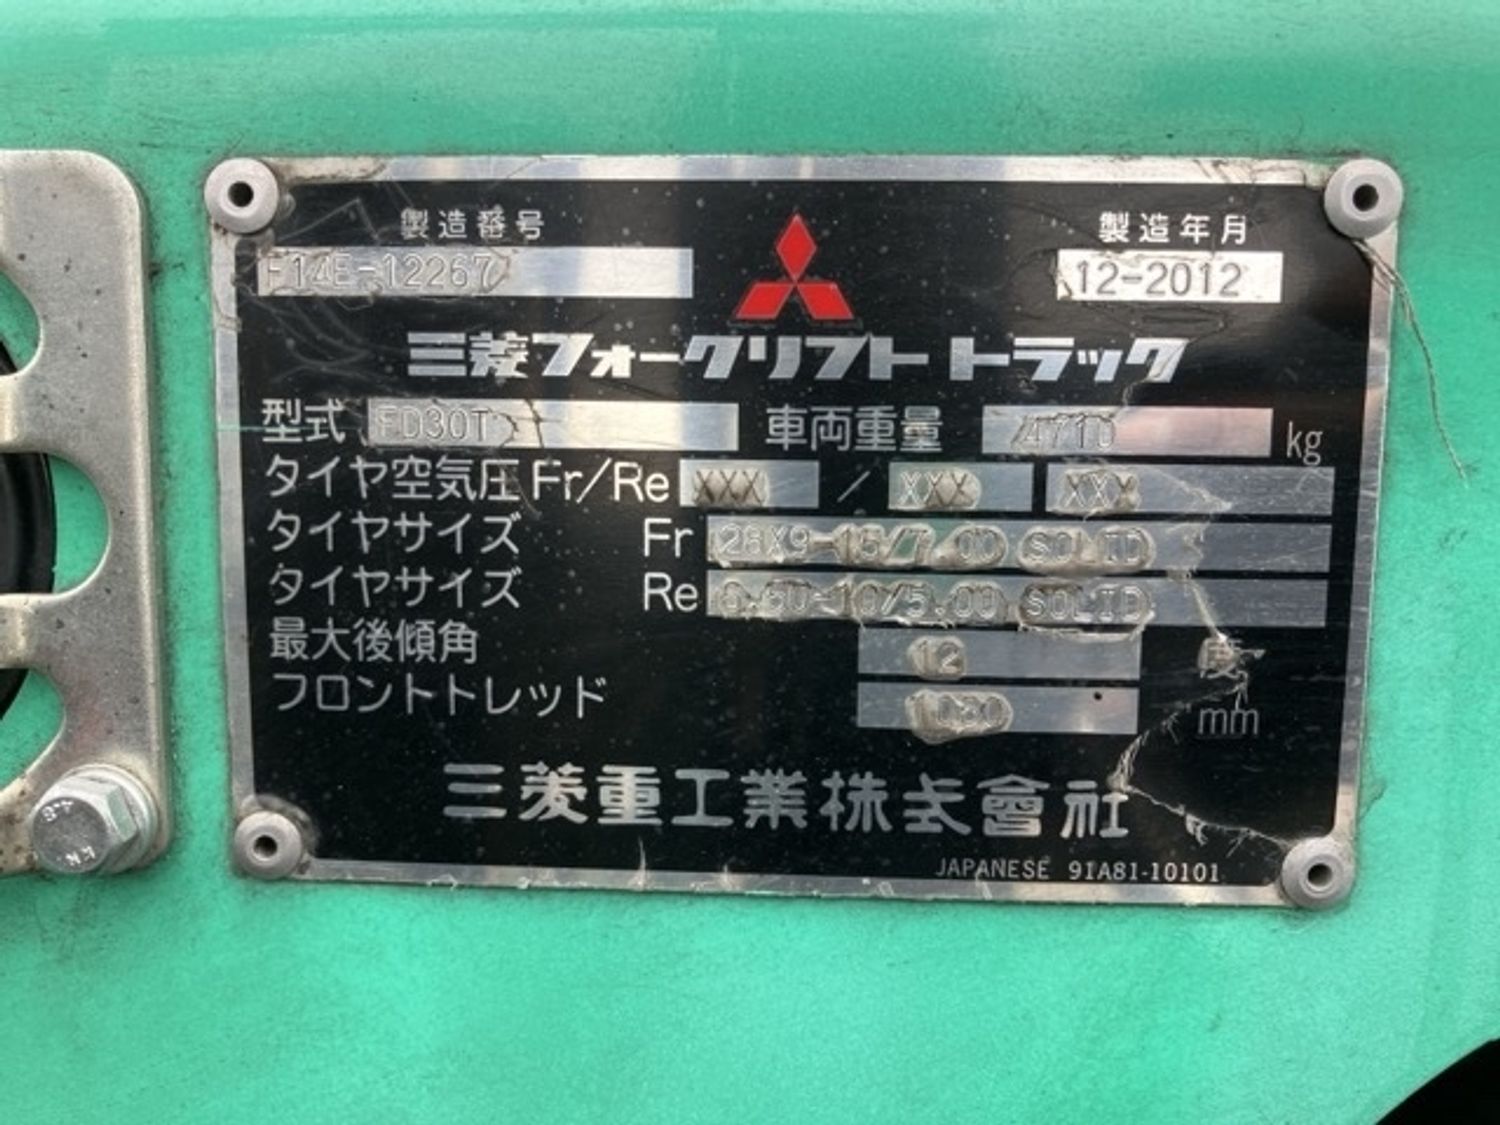 製造番号
F14E-12267
製造年月
12-2012
三菱フォークリフト トラック
型式 FD30T 車両重量 4710 kg
タイヤ空気圧 Fr/Re XXX / XXX XXX
タイヤサイズ Fr 28X9-15/7.00 SOLID
タイヤサイズ Re 6.50-10/5.00 SOLID
最大後傾角 12 度
フロントトレッド mm
三菱重工業株式會社
JAPANESE 91A81-10101